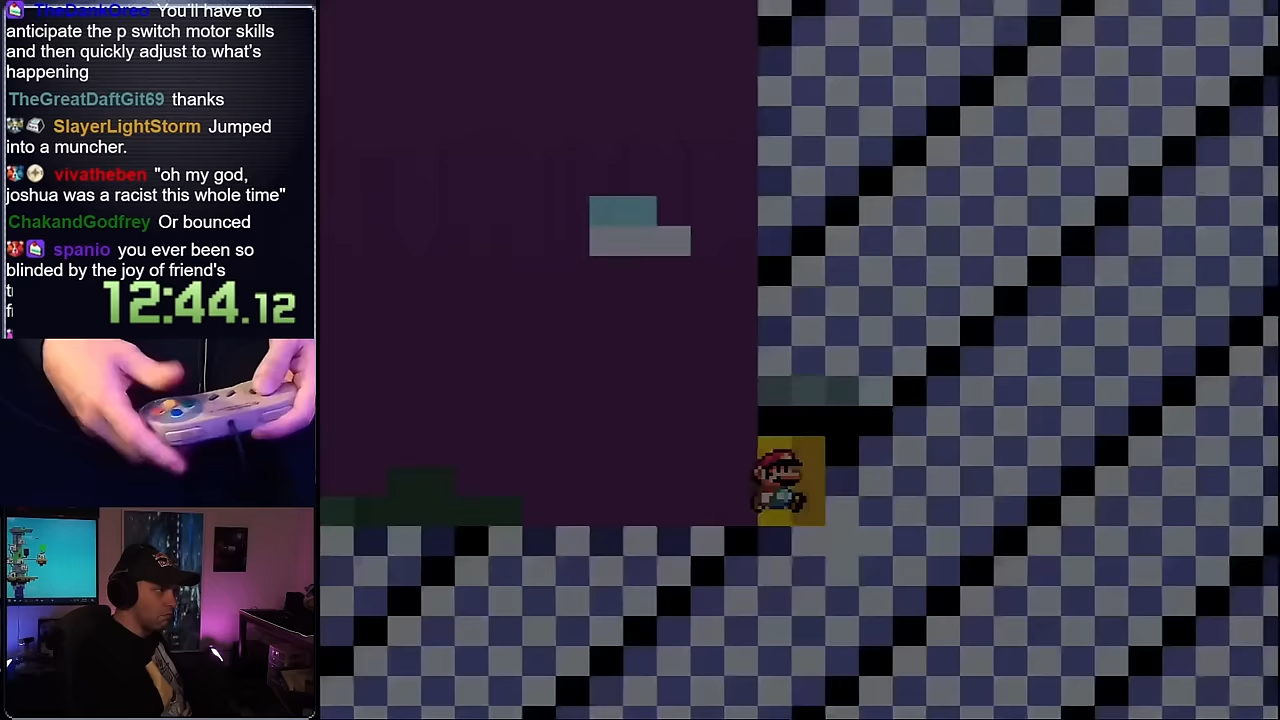 TheDankOreo You'll have to
anticipate the p switch motor skills
and then quickly adjust to what's
happening
TheGreatDaftGit69 thanks
SlayerLightStorm Jumped
into a muncher.
vivatheben "oh my god,
joshua was a racist this whole time"
ChakandGodfrey Or bounced
spanio you ever been so
blinded by the joy of friend's
12:44.12